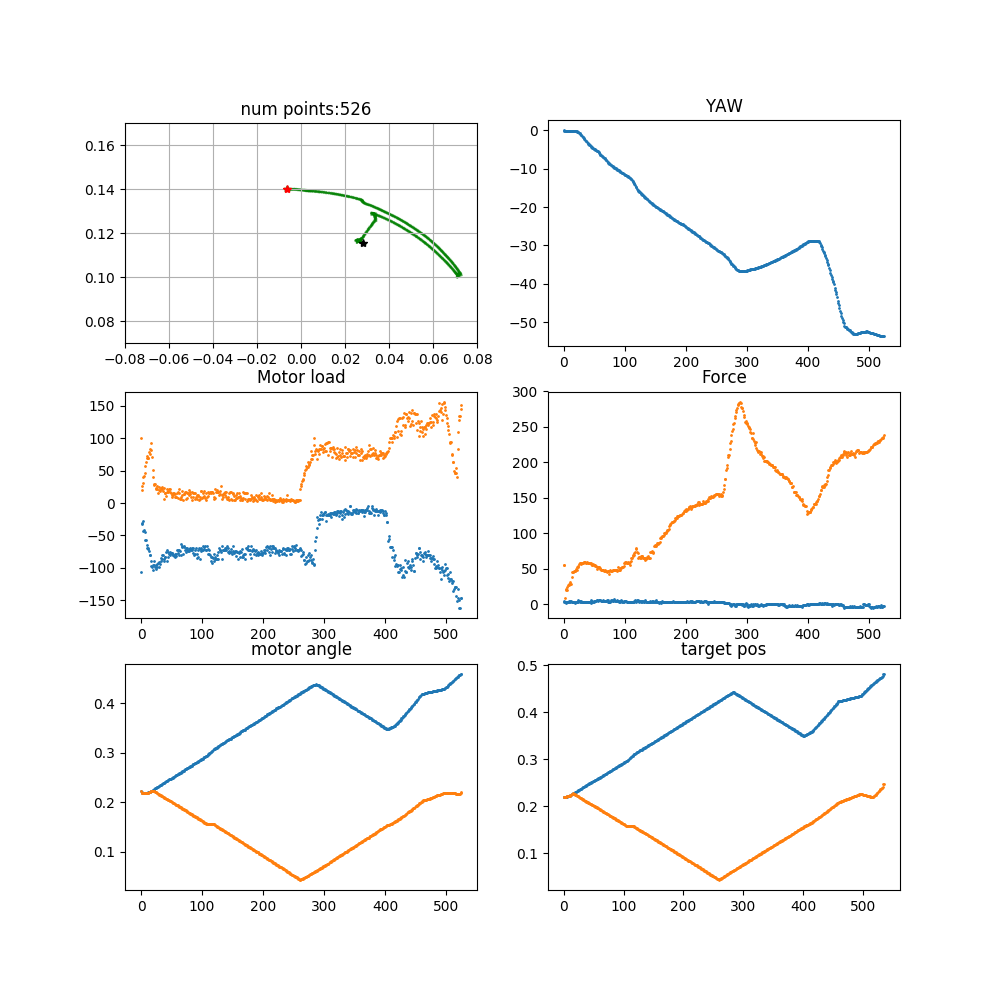 num points:526
YAW
0.16
0.14
0.12
0.10
0.08
−0.08 −0.06 −0.04 −0.02 0.00 0.02 0.04 0.06 0.08
0
−10
−20
−30
−40
−50
0 100 200 300 400 500
Motor load
Force
150
100
50
0
−50
−100
−150
0 100 200 300 400 500
300
250
200
150
100
50
0
0 100 200 300 400 500
motor angle
target pos
0.4
0.3
0.2
0.1
0 100 200 300 400 500
0.5
0.4
0.3
0.2
0.1
0 100 200 300 400 500